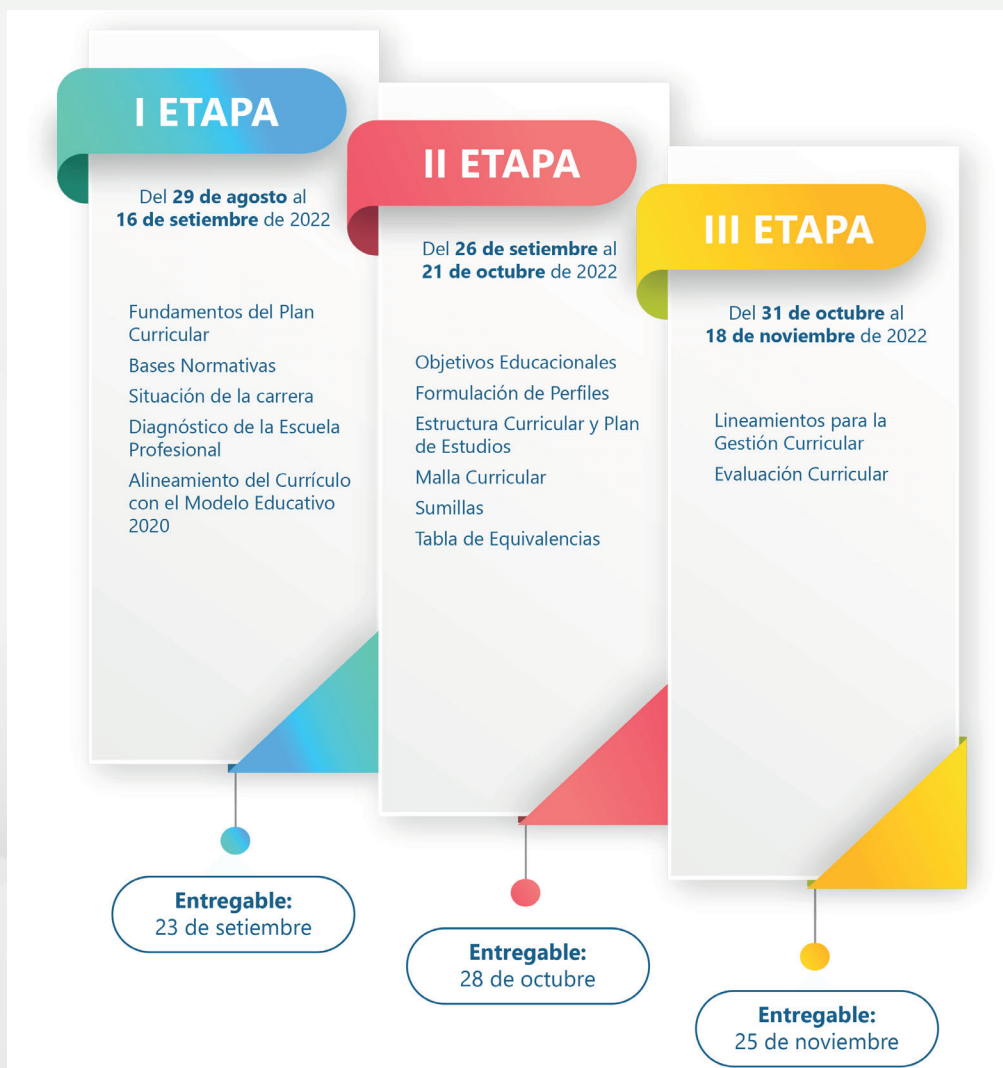 I ETAPA
Del 29 de agosto al
16 de setiembre de 2022
Fundamentos del Plan
Curricular
Bases Normativas
Situación de la carrera
Diagnóstico de la Escuela
Profesional
Alineamiento del Currículo
con el Modelo Educativo
2020
Entregable:
23 de setiembre
II ETAPA
Del 26 de setiembre al
21 de octubre de 2022
Objetivos Educacionales
Formulación de Perfiles
Estructura Curricular y Plan
de Estudios
Malla Curricular
Sumillas
Tabla de Equivalencias
Entregable:
28 de octubre
III ETAPA
Del 31 de octubre al
18 de noviembre de 2022
Lineamientos para la
Gestión Curricular
Evaluación Curricular
Entregable:
25 de noviembre